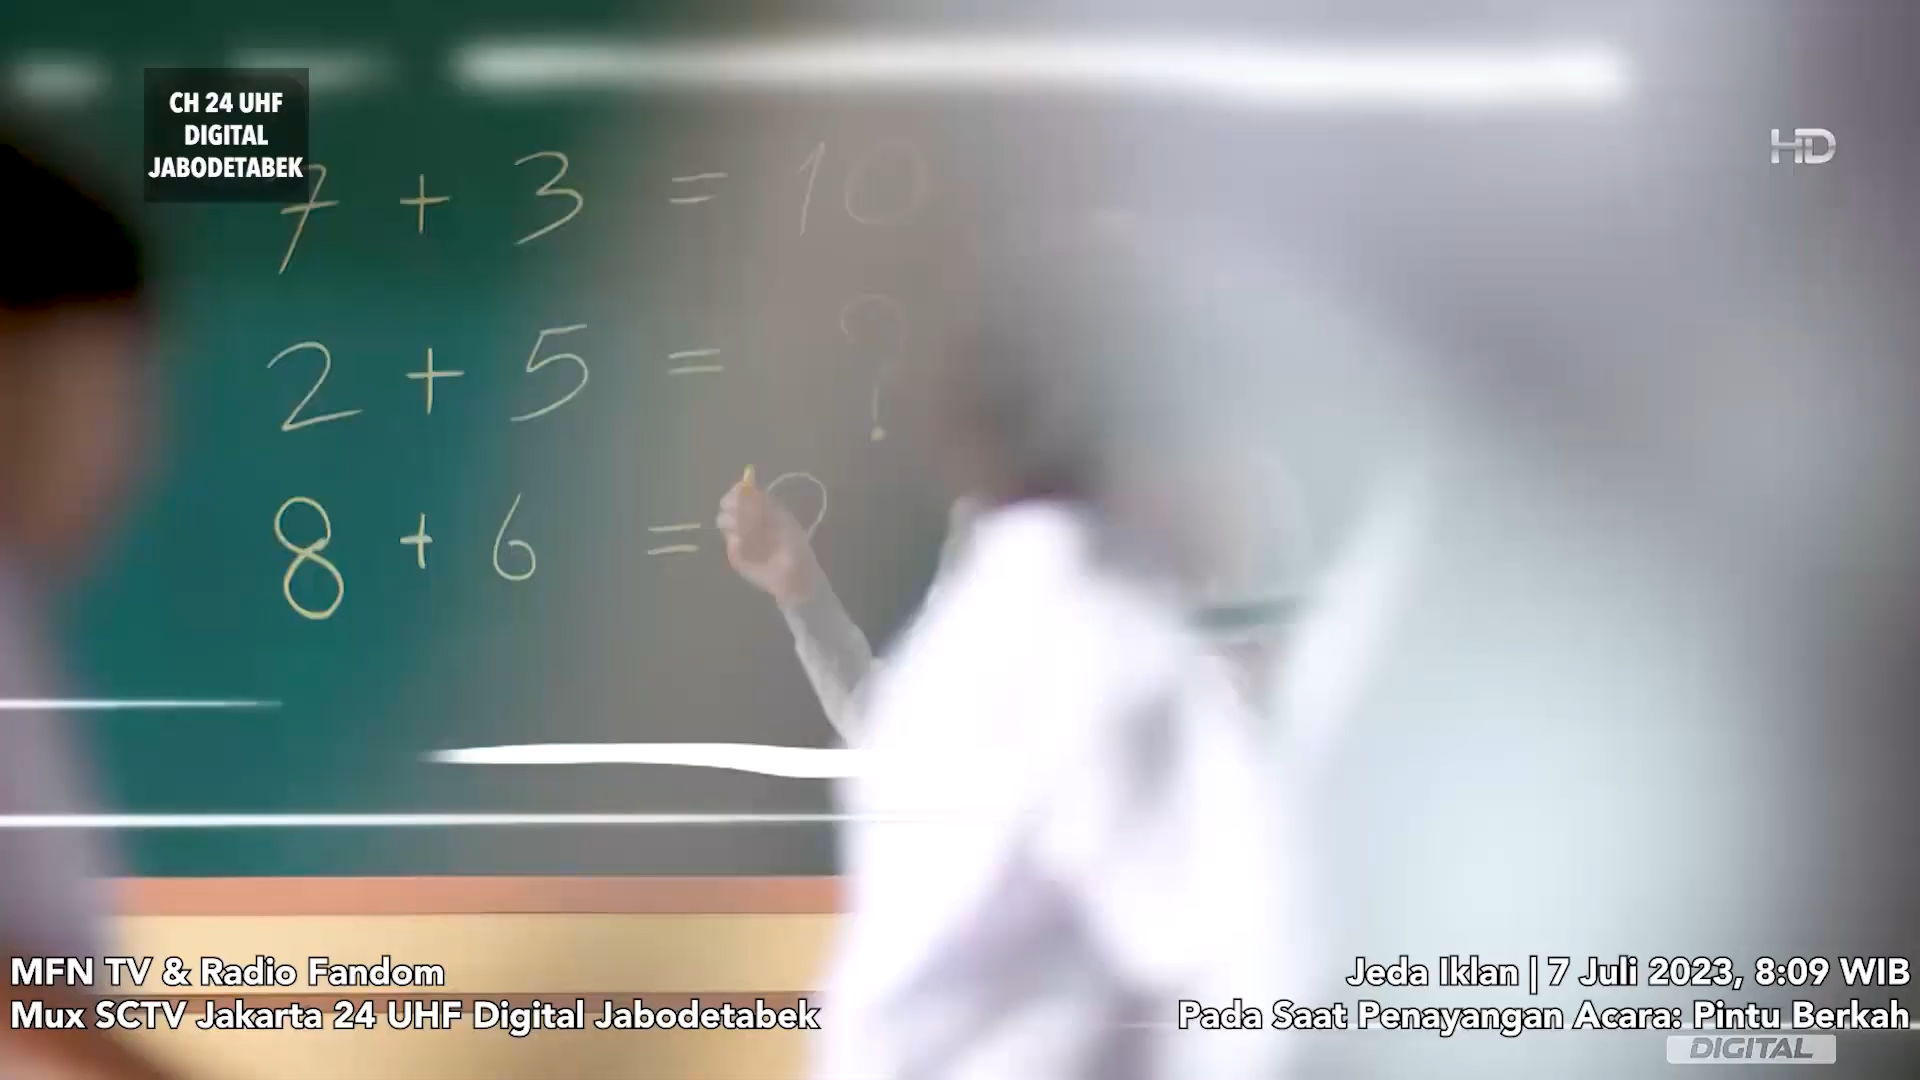 CH 24 UHF
DIGITAL
JABODETABEK
HD
7 + 3 = 10
2 + 5 = ?
8 + 6 = ?
MFN TV & Radio Fandom
Mux SCTV Jakarta 24 UHF Digital Jabodetabek
Jeda Iklan | 7 Juli 2023, 8:09 WIB
Pada Saat Penayangan Acara: Pintu Berkah
DIGITAL